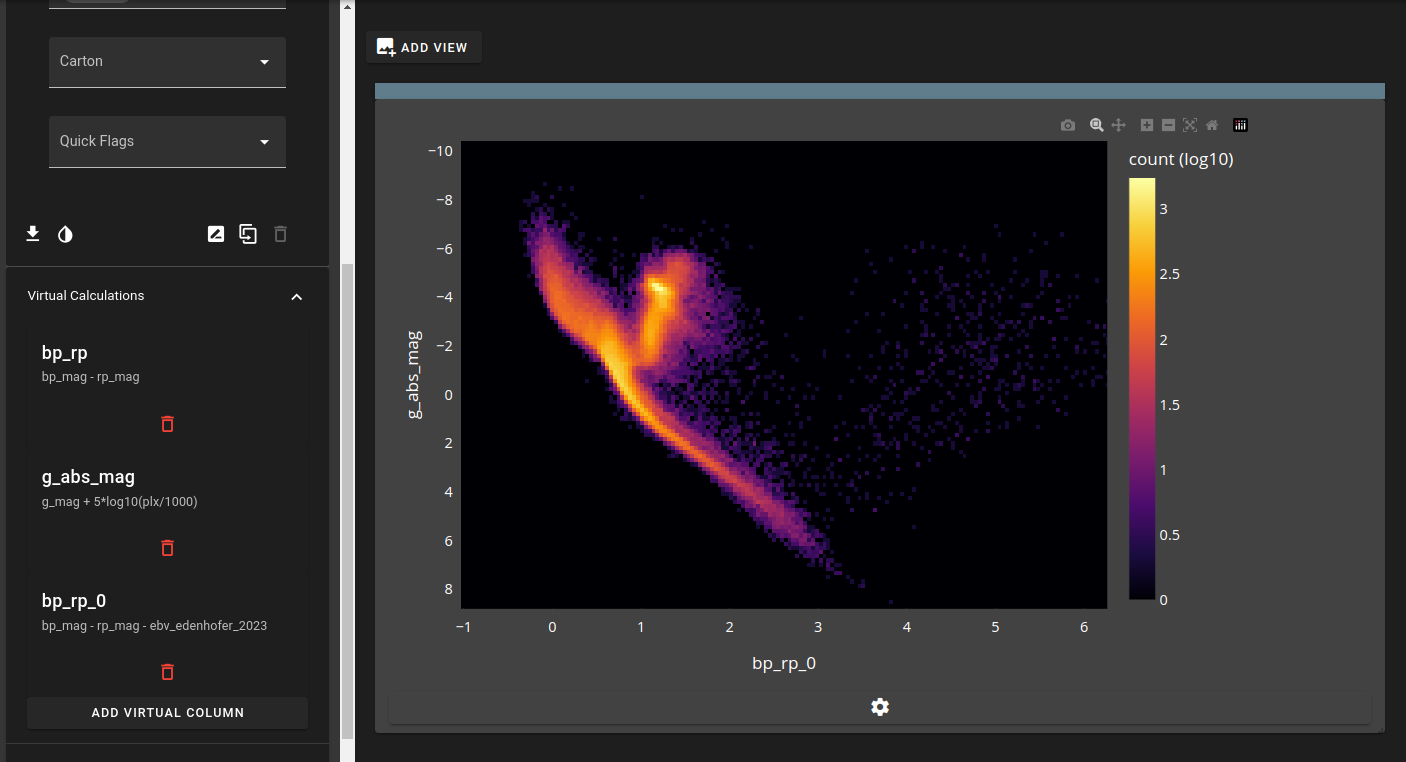 Carton
Quick Flags
Virtual Calculations
bp_rp
bp_mag - rp_mag
g_abs_mag
g_mag + 5*log10(plx/1000)
bp_rp_0
bp_mag - rp_mag - ebv_edenhofer_2023
ADD VIRTUAL COLUMN
ADD VIEW
count (log10)
−10
−8
−6
−4
−2
0
2
4
6
8
g_abs_mag
−1
0
1
2
3
4
5
6
bp_rp_0
3
2.5
2
1.5
1
0.5
0